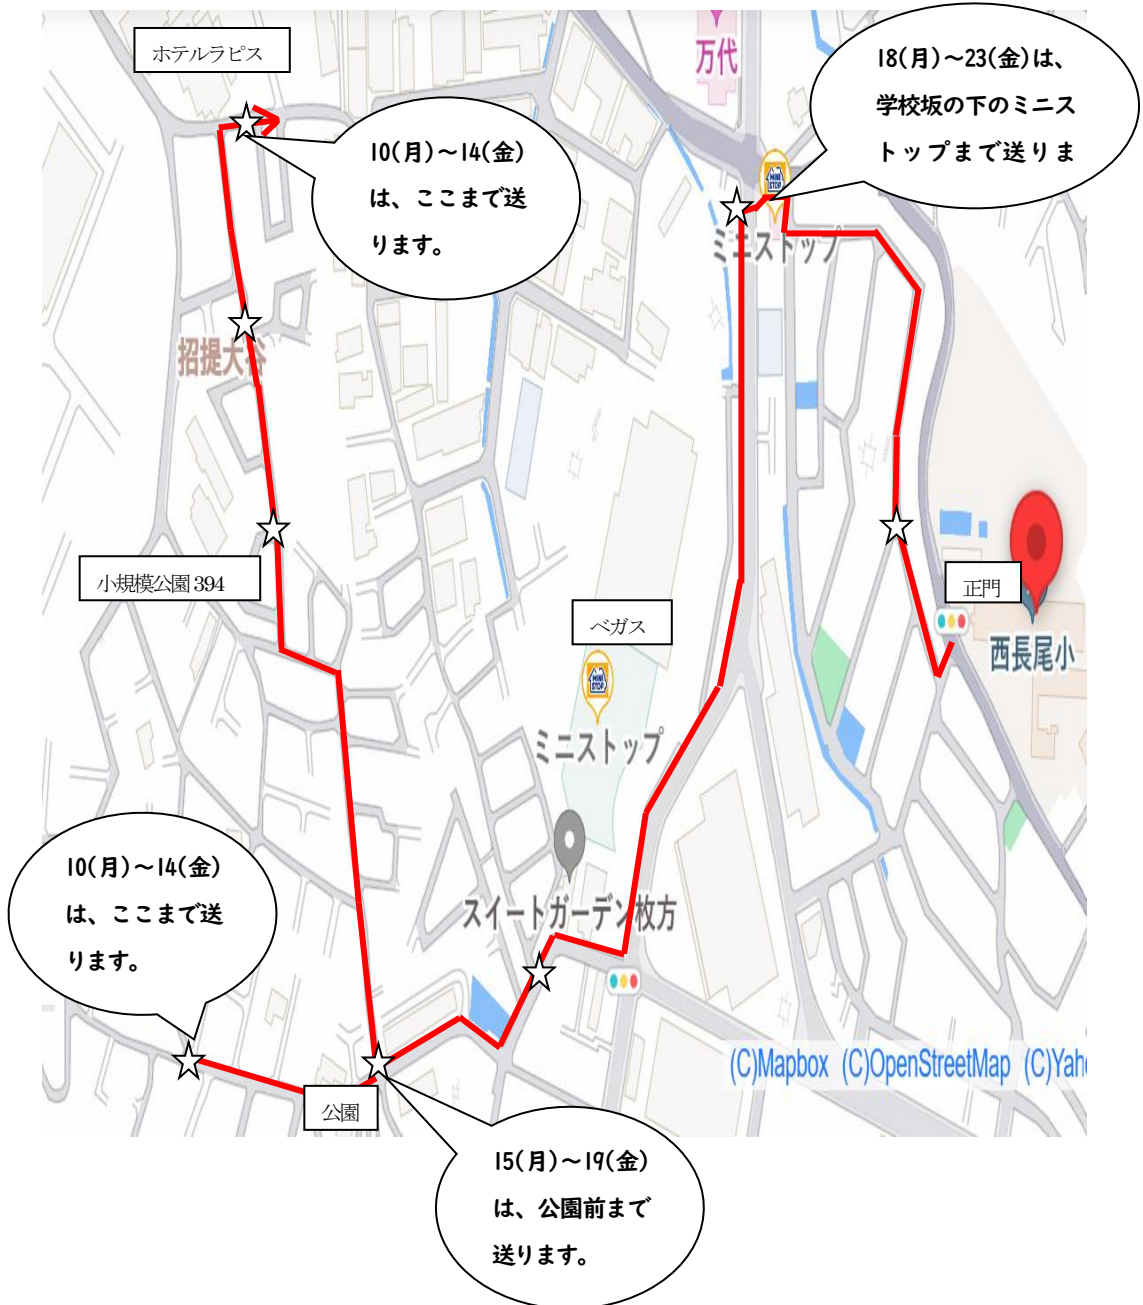 ホテルラピス
万代
18(月)～23(金)は、
学校坂の下のミニス
トップまで送りま
10(月)～14(金)
は、ここまで送
ります。
MINI
STOP
ミニストップ
招提大谷
小規模公園394
正門
西長尾小
ベガス
MINI
STOP
ミニストップ
スイートガーデン枚方
10(月)～14(金)
は、ここまで送
ります。
公園
(C)Mapbox (C)OpenStreetMap (C)Yah
15(月)～19(金)
は、公園前まで
送ります。